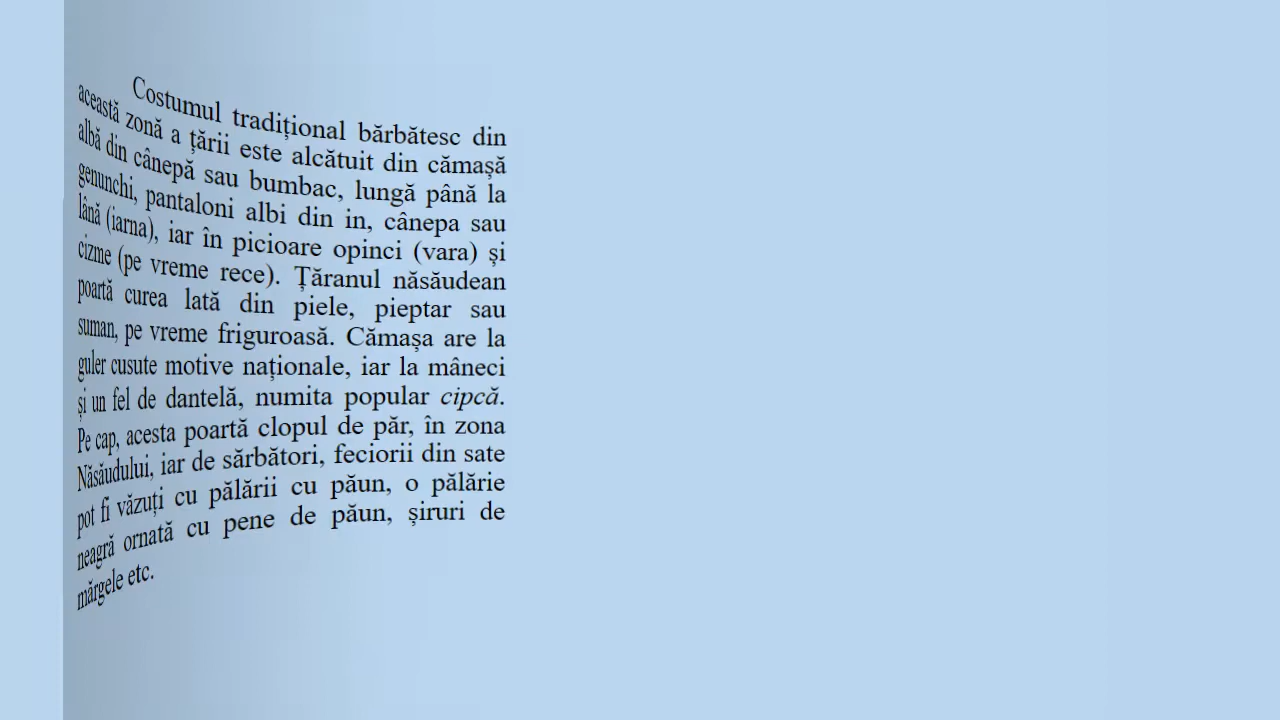 Costumul tradițional bărbătesc din
această zonă a țării este alcătuit din cămașă
albă din cânepă sau bumbac, lungă până la
genunchi, pantaloni albi din in, cânepa sau
lână (iarna), iar în picioare opinci (vara) și
cizme (pe vreme rece). Țăranul năsăudean
poartă curea lată din piele, pieptar sau
suman, pe vreme friguroasă. Cămașa are la
guler cusute motive naționale, iar la mâneci
și un fel de dantelă, numita popular cipcă.
Pe cap, acesta poartă clopul de păr, în zona
Năsăudului, iar de sărbători, feciorii din sate
pot fi văzuți cu pălării cu păun, o pălărie
neagră ornată cu pene de păun, șiruri de
mărgele etc.